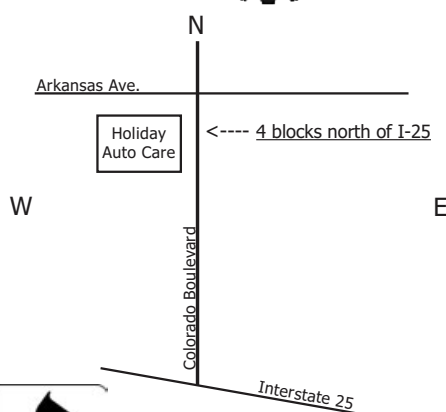 N
Arkansas Ave.
Holiday
Auto Care
<---- 4 blocks north of I-25
W
E
Colorado Boulevard
Interstate 25